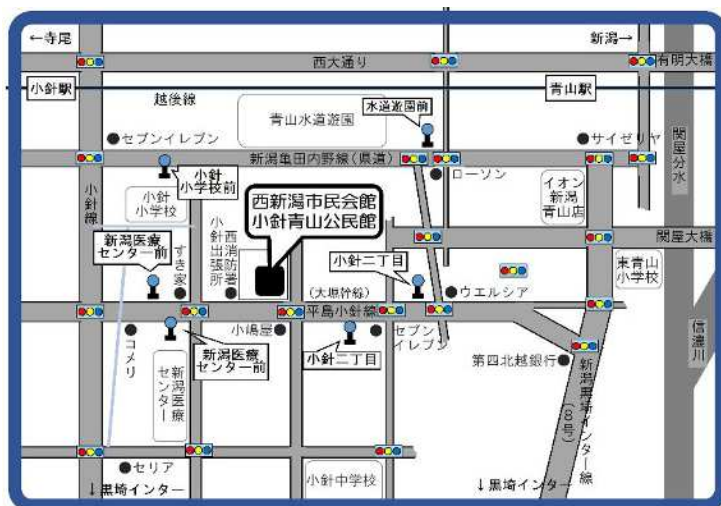 ←寺尾
新潟→
西大通り
有明大橋
小針駅
越後線
青山駅
青山水道遊園
水道遊園前
セブンイレブン
サイゼリヤ
新潟亀田内野線(県道)
関屋分水
小針
小学校前
ローソン
小針線
小針
小学校
西新潟市民会館
小針青山公民館
イオン
新潟
青山店
関屋大橋
新潟医療
センター前
すき家
西消防署
小針出張所
小針二丁目
東青山
小学校
(大堀幹線)
ウエルシア
平島小針線
コメリ
小嶋屋
セブン
イレブン
信濃川
新潟医療
センター前
小針二丁目
第四北越銀行
新潟医療
センター
新潟黒埼インター線
(8号)
セリア
小針中学校
↓黒埼インター
↓黒埼インター